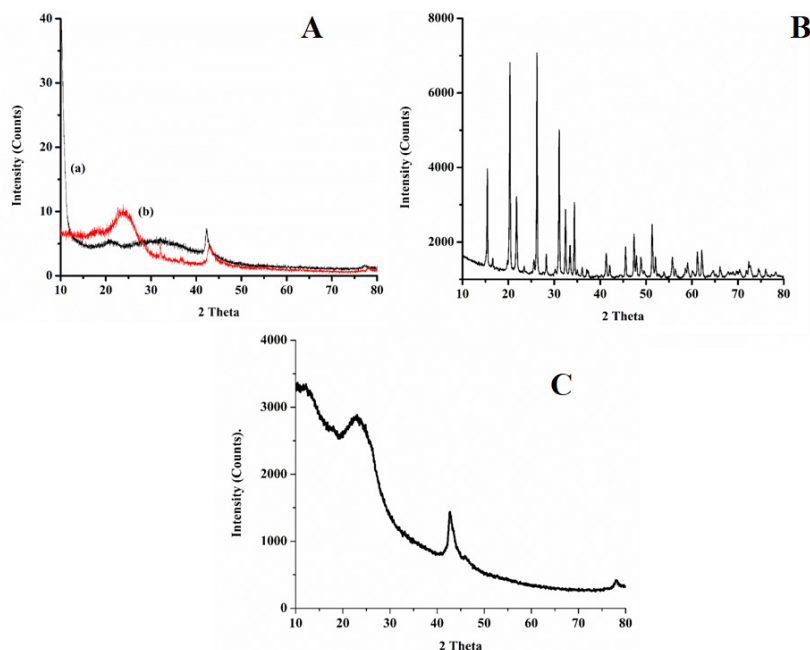 A
Intensity (Counts)
40
30
20
10
0
(a)
(b)
10 20 30 40 50 60 70 80
2 Theta
B
Intensity (Counts)
8000
6000
4000
2000
10 20 30 40 50 60 70 80
2 Theta
C
Intensity (Counts).
4000
3000
2000
1000
0
10 20 30 40 50 60 70 80
2 Theta